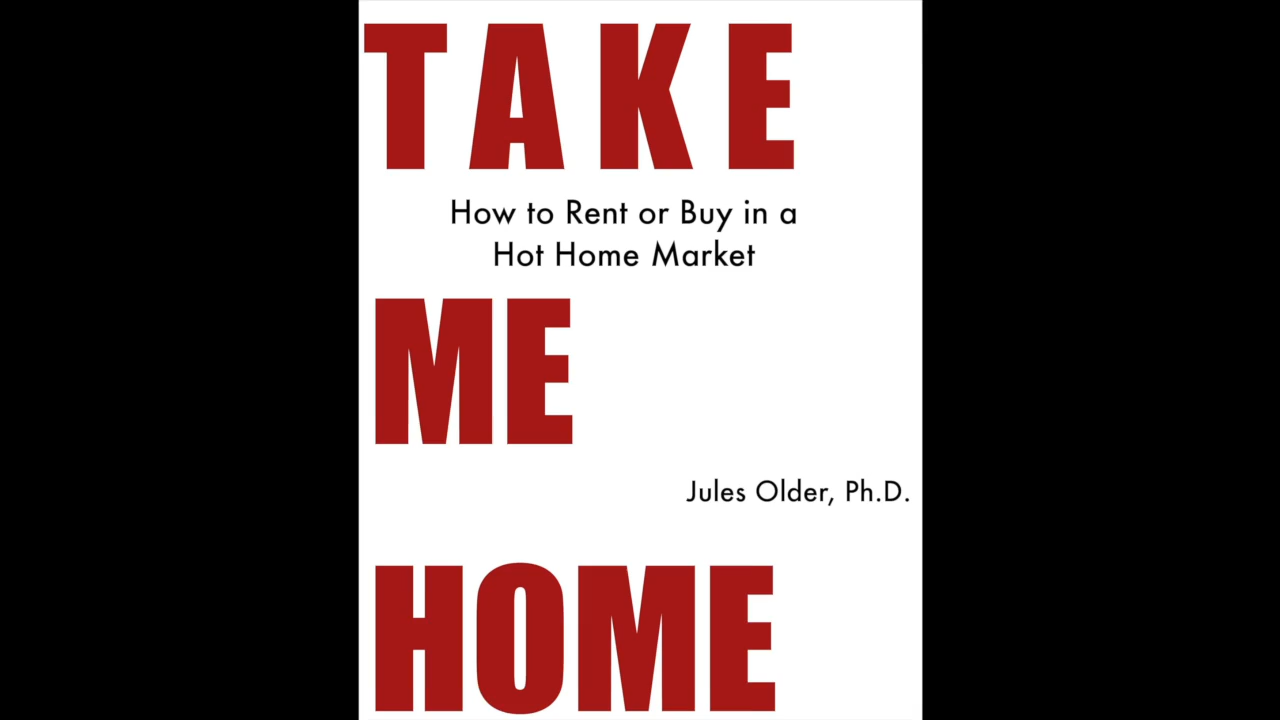 TAKE
How to Rent or Buy in a
Hot Home Market
ME
Jules Older, Ph.D.
HOME